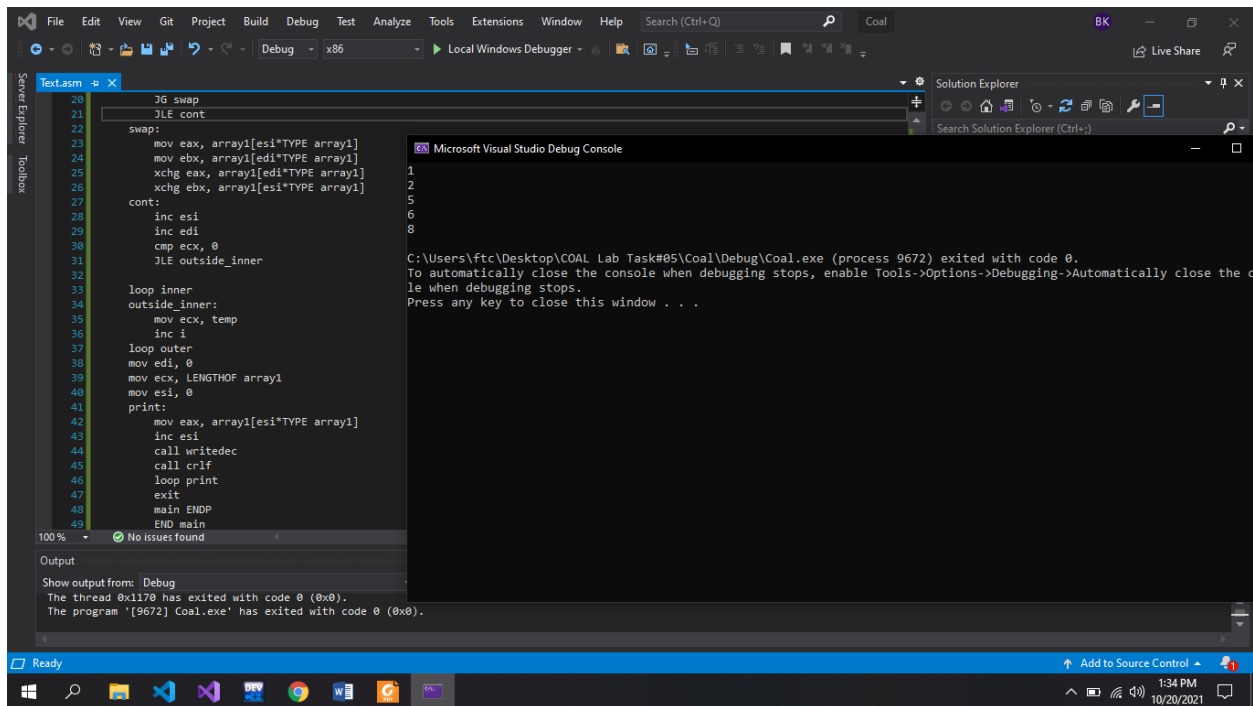 File Edit View Git Project Build Debug Test Analyze Tools Extensions Window Help Search (Ctrl+Q) Coal BK
Debug x86 Local Windows Debugger Live Share
Server Explorer
Toolbox
Text.asm
20 JG swap
21 JLE cont
22 swap:
23 mov eax, array1[esi*TYPE array1]
24 mov ebx, array1[edi*TYPE array1]
25 xchg eax, array1[edi*TYPE array1]
26 xchg ebx, array1[esi*TYPE array1]
27 cont:
28 inc esi
29 inc edi
30 cmp ecx, 0
31 JLE outside_inner
32
33 loop inner
34 outside_inner:
35 mov ecx, temp
36 inc i
37 loop outer
38 mov edi, 0
39 mov ecx, LENGTHOF array1
40 mov esi, 0
41 print:
42 mov eax, array1[esi*TYPE array1]
43 inc esi
44 call writedec
45 call crlf
46 loop print
47 exit
48 main ENDP
49 END main
100 % No issues found
Solution Explorer
Search Solution Explorer (Ctrl+;)
Microsoft Visual Studio Debug Console
1
2
5
6
8
C:\Users\ftc\Desktop\COAL Lab Task#05\Coal\Debug\Coal.exe (process 9672) exited with code 0.
To automatically close the console when debugging stops, enable Tools->Options->Debugging->Automatically close the c
le when debugging stops.
Press any key to close this window . . .
Output
Show output from: Debug
The thread 0x1170 has exited with code 0 (0x0).
The program '[9672] Coal.exe' has exited with code 0 (0x0).
Ready Add to Source Control 1
DEV
1:34 PM
10/20/2021